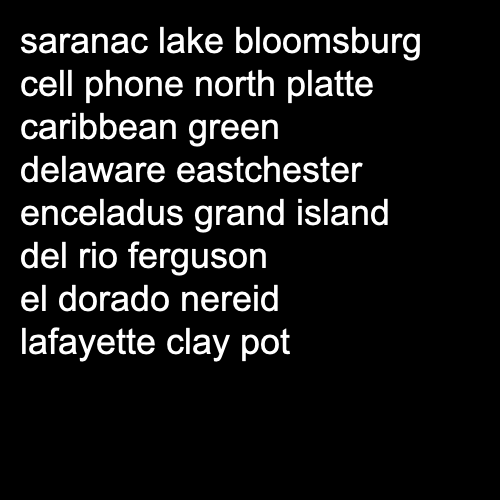 saranac lake bloomsburg
cell phone north platte
caribbean green
delaware eastchester
enceladus grand island
del rio ferguson
el dorado nereid
lafayette clay pot